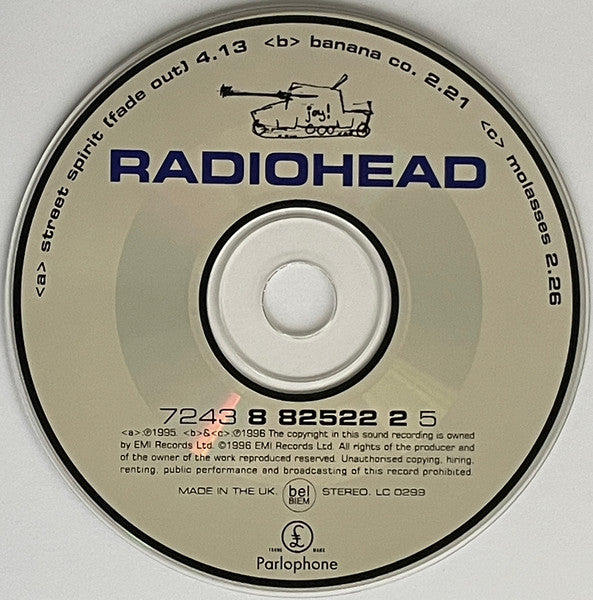 <a> street spirit (fade out) 4.13 <b> banana co. 2.21 <c> molasses 2.26
joy!
RADIOHEAD
7243 8 82522 2 5
<a>:℗1995. <b>&<c>:℗1996 The copyright in this sound recording is owned
by EMI Records Ltd. ©1996 EMI Records Ltd. All rights of the producer and
of the owner of the work reproduced reserved. Unauthorised copying, hiring,
renting, public performance and broadcasting of this record prohibited.
MADE IN THE UK. bel BIEM STEREO. LC 0299
TRADE £ MARK
Parlophone